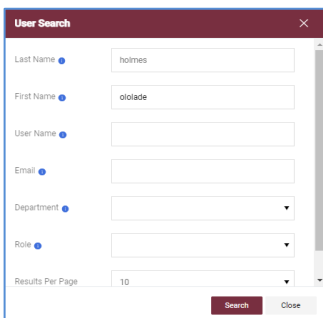 User Search
Last Name
holmes
First Name
ololade
User Name
Email
Department
Role
Results Per Page
10
Search Close